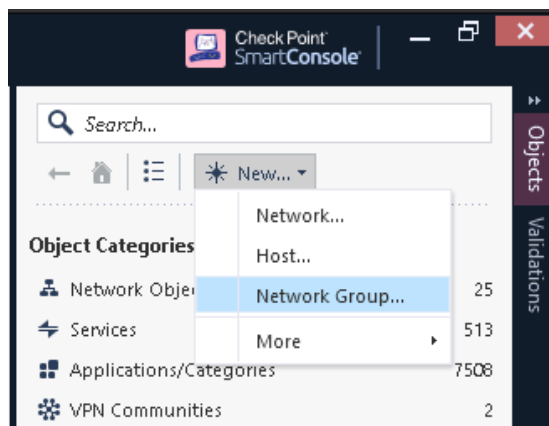 Check Point
SmartConsole
Search...
New...
Network...
Host...
Network Group...
More
Object Categories
Network Obje 25
Services 513
Applications/Categories 7508
VPN Communities 2
Objects
Validations